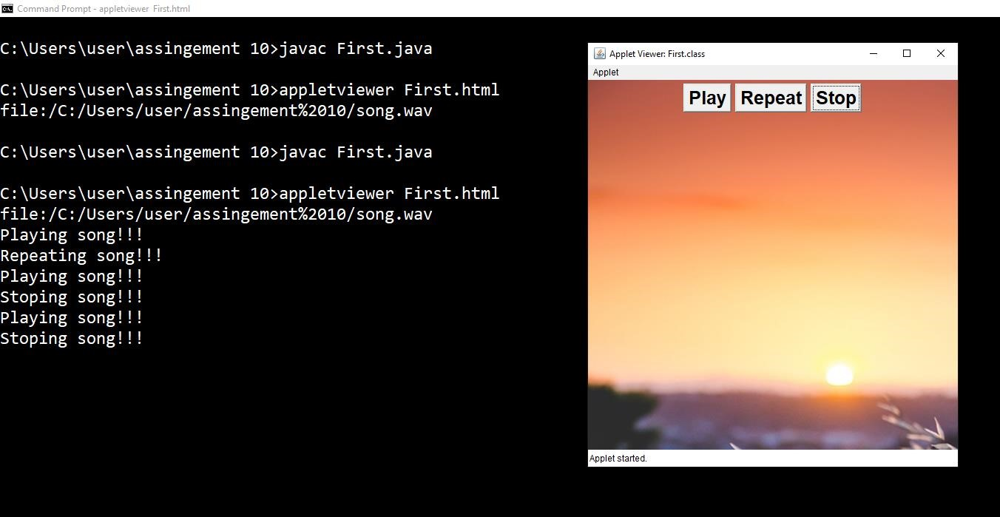 Command Prompt - appletviewer First.html
C:\Users\user\assingement 10>javac First.java
C:\Users\user\assingement 10>appletviewer First.html
file:/C:/Users/user/assingement%2010/song.wav
C:\Users\user\assingement 10>javac First.java
C:\Users\user\assingement 10>appletviewer First.html
file:/C:/Users/user/assingement%2010/song.wav
Playing song!!!
Repeating song!!!
Playing song!!!
Stoping song!!!
Playing song!!!
Stoping song!!!
Applet Viewer: First.class
Applet
Play Repeat Stop
Applet started.